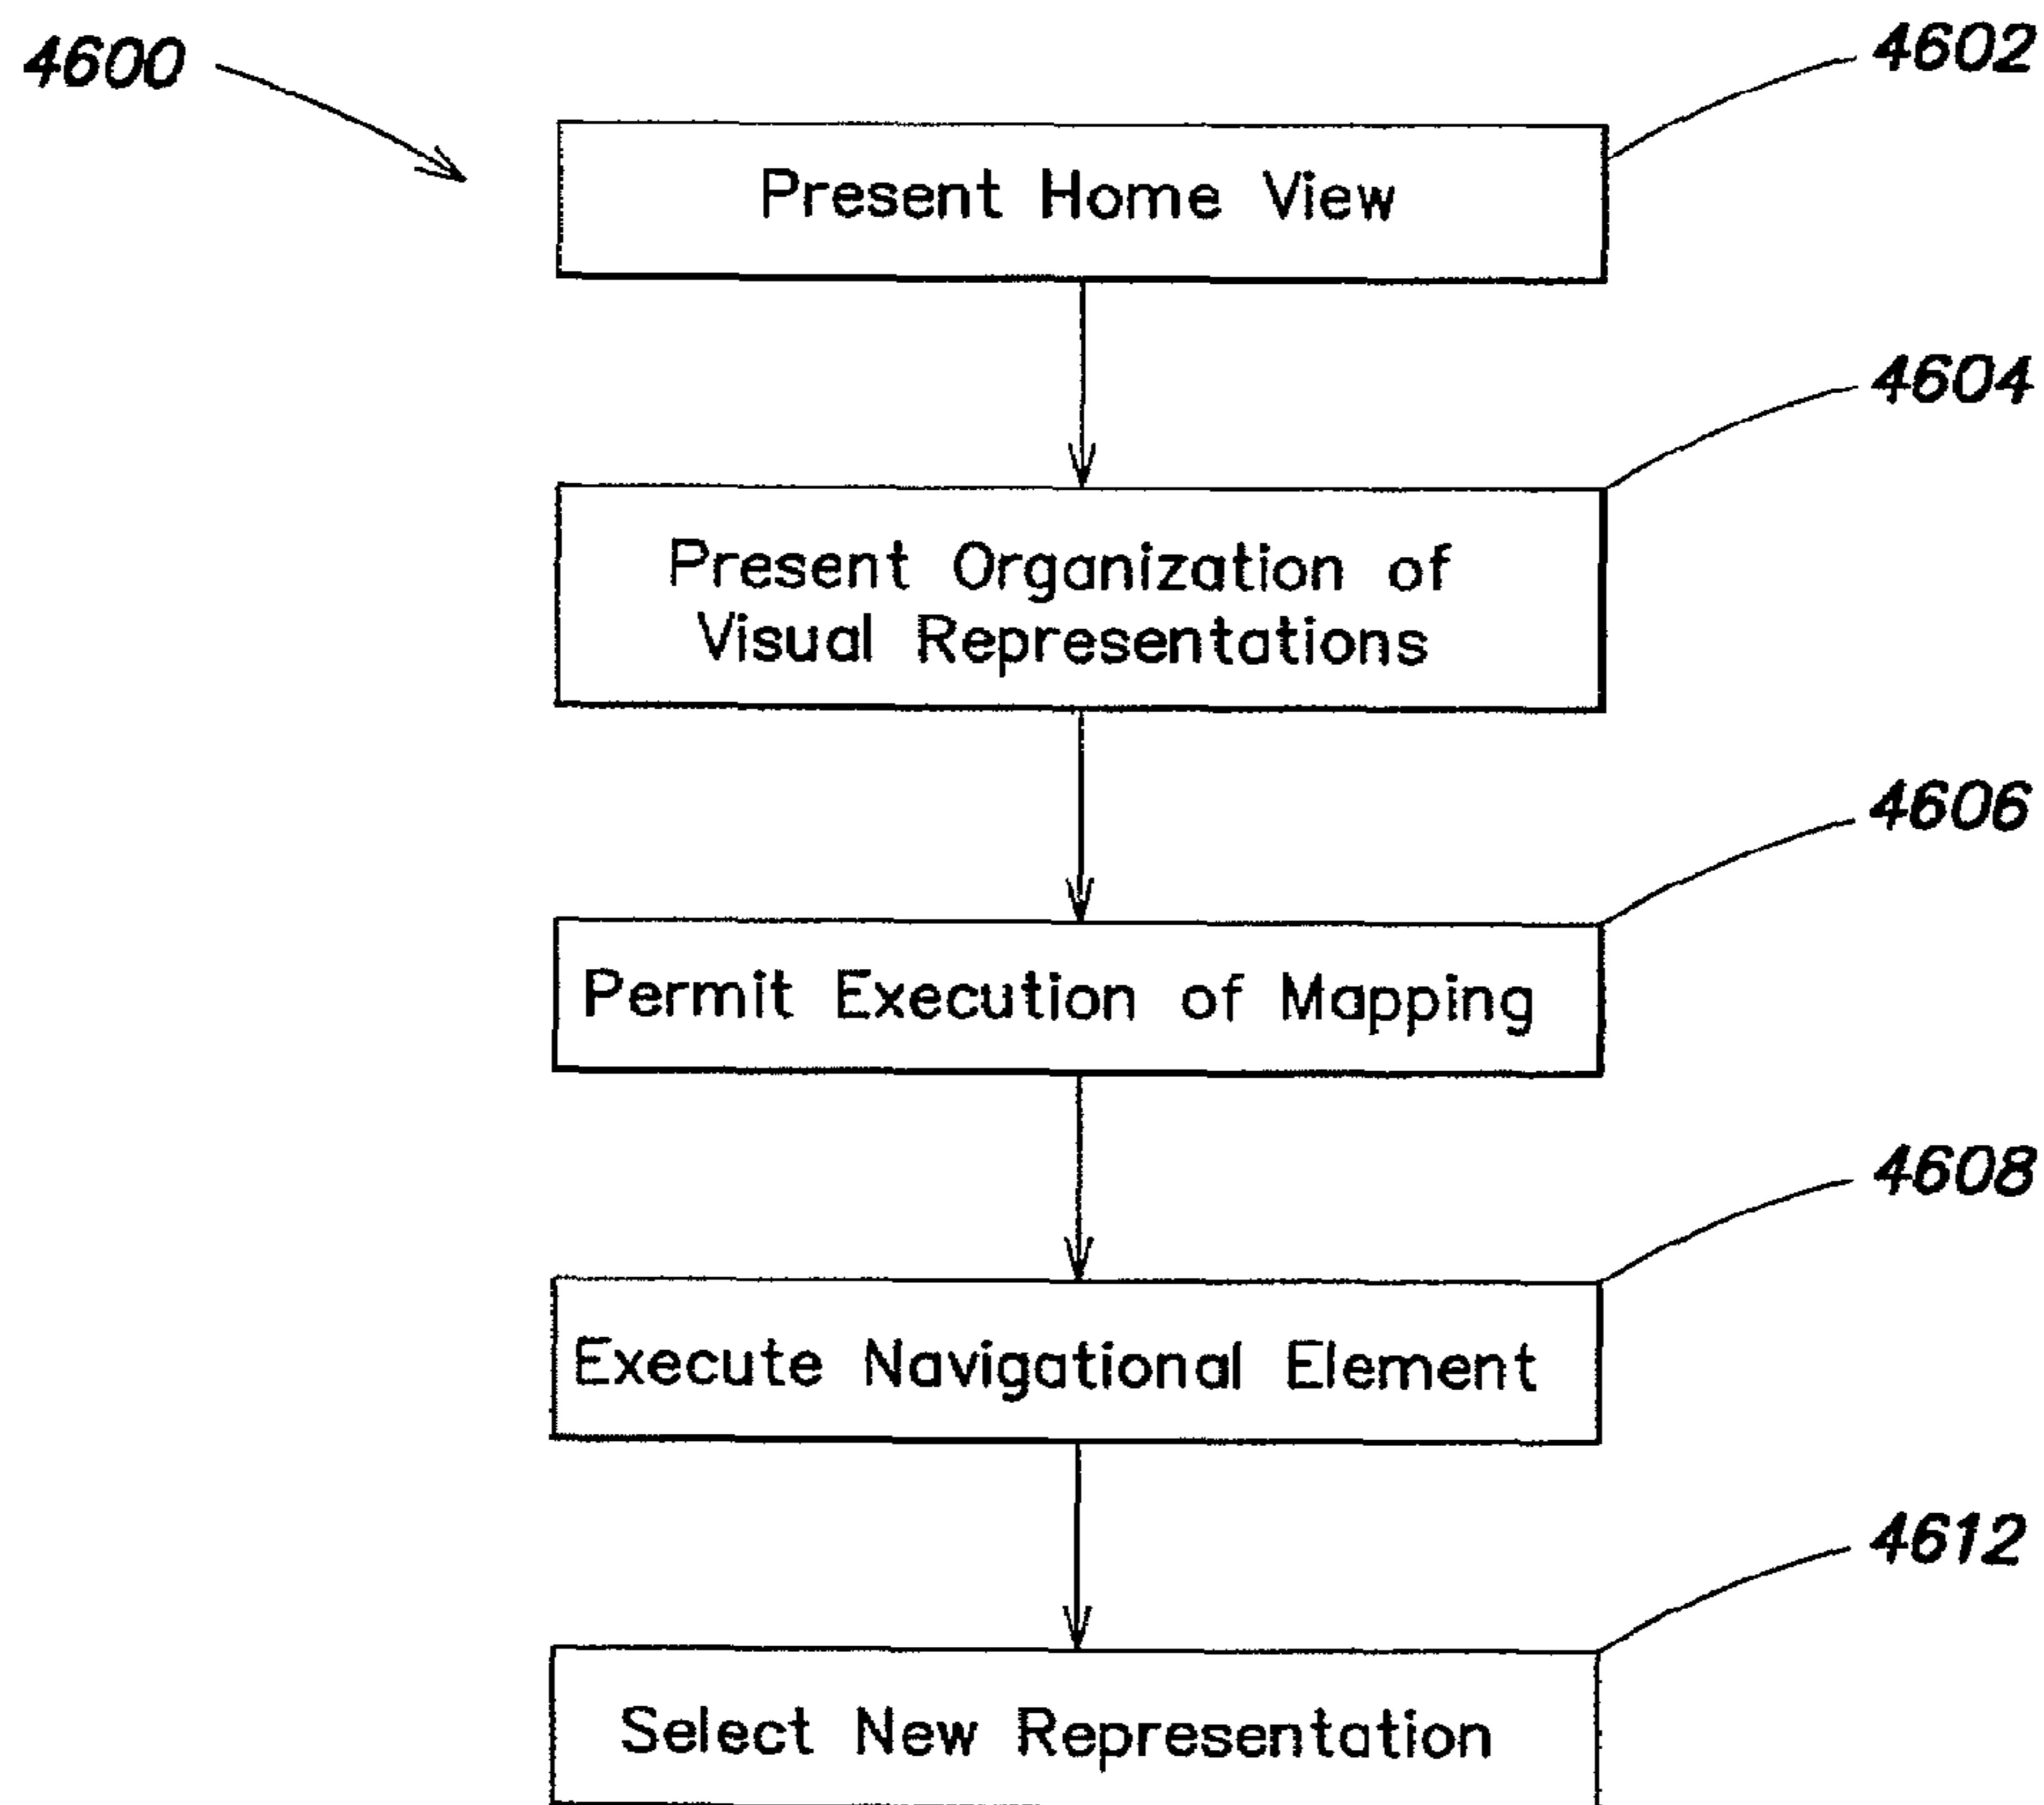 4600
4602
Present Home View
4604
Present Organization of
Visual Representations
4606
Permit Execution of Mapping
4608
Execute Navigational Element
4612
Select New Representation